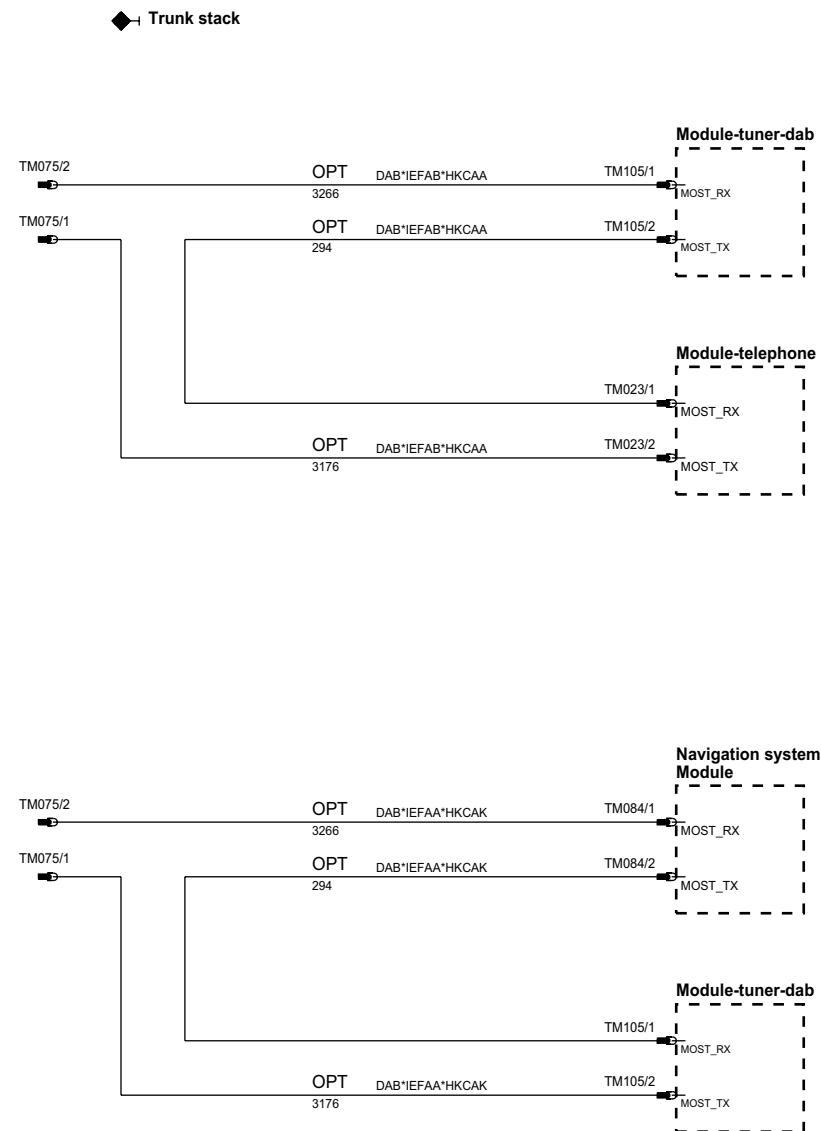 Trunk stack
Module-tuner-dab
TM075/2 OPT DAB*IEFAB*HKCAA TM105/1
3266 MOST_RX
TM075/1 OPT DAB*IEFAB*HKCAA TM105/2
294 MOST_TX
Module-telephone
TM023/1
MOST_RX
OPT DAB*IEFAB*HKCAA TM023/2
3176 MOST_TX
Navigation system
Module
TM075/2 OPT DAB*IEFAA*HKCAK TM084/1
3266 MOST_RX
TM075/1 OPT DAB*IEFAA*HKCAK TM084/2
294 MOST_TX
Module-tuner-dab
TM105/1
MOST_RX
OPT DAB*IEFAA*HKCAK TM105/2
3176 MOST_TX